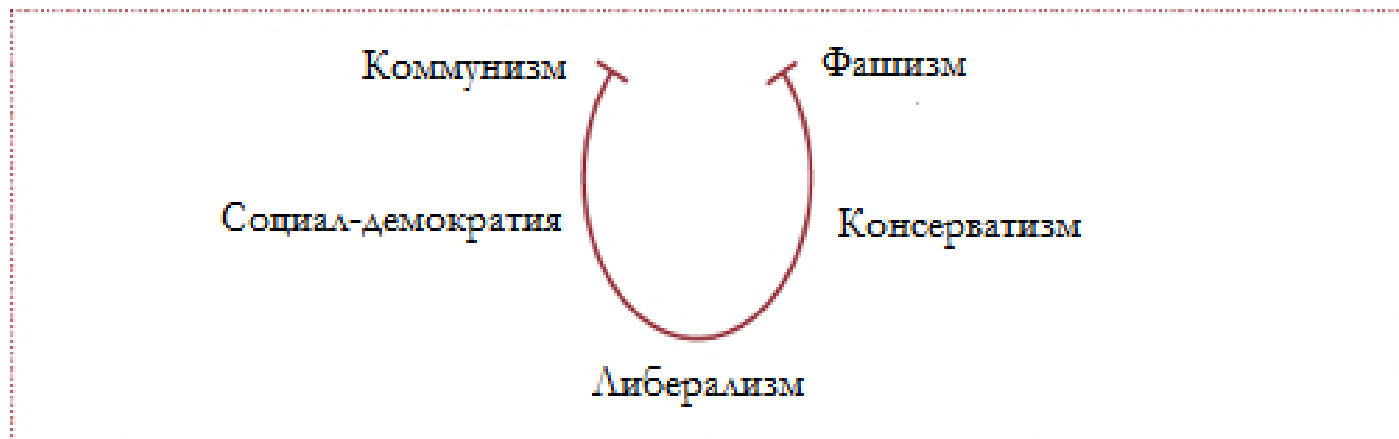 Коммунизм
Фашизм
Социал-демократия
Консерватизм
Либерализм